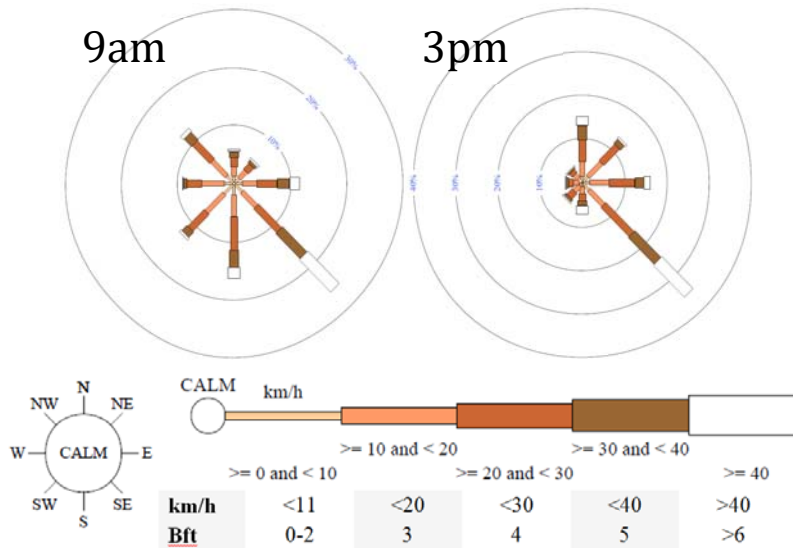 9am
3pm
30%
20%
10%
40%
30%
20%
10%
CALM
km/h
N
NW
NE
W
CALM
E
SW
SE
S
>= 10 and < 20
>= 30 and < 40
>= 0 and < 10
>= 20 and < 30
>= 40
km/h <11 <20 <30 <40 >40
Bft 0-2 3 4 5 >6